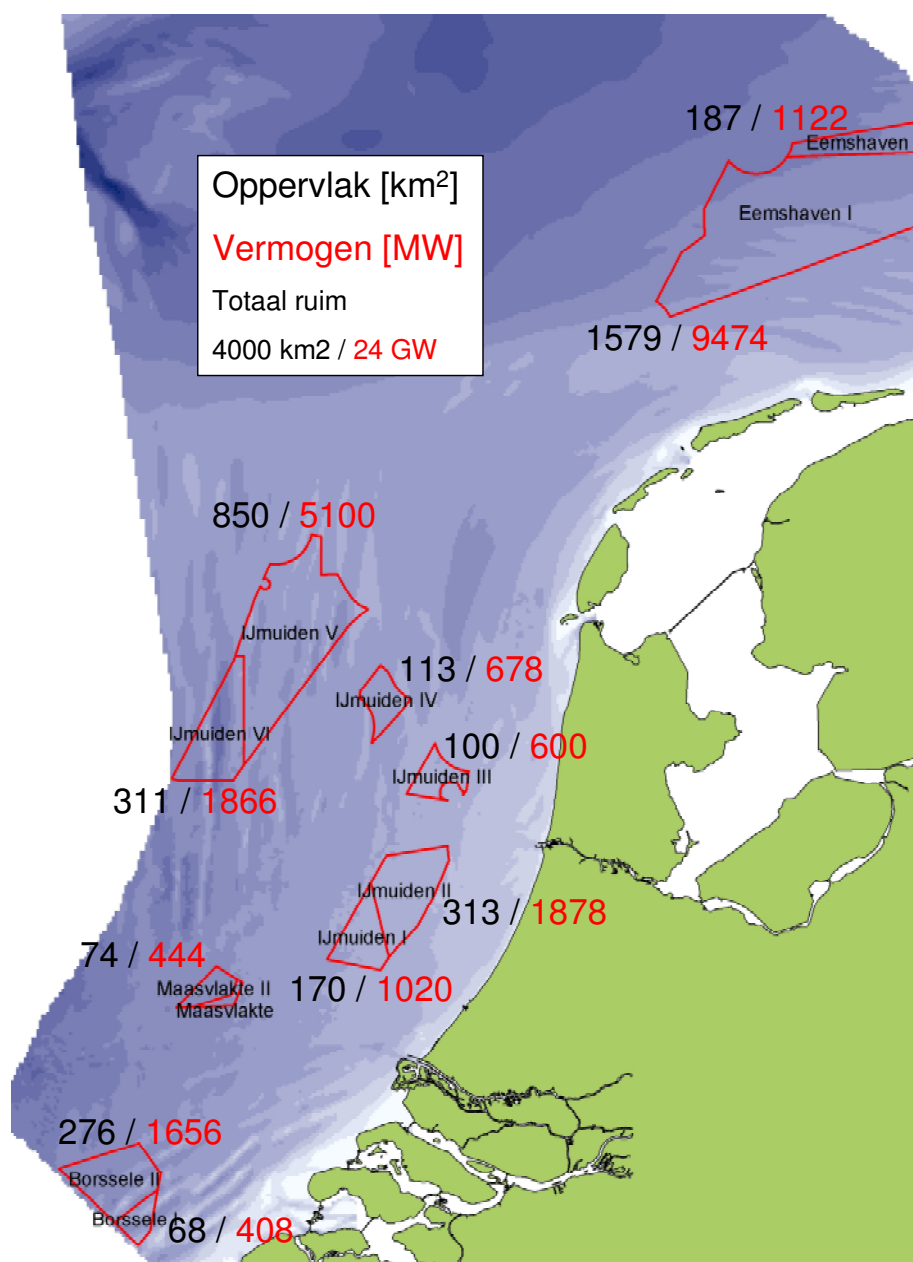 187 / 1122
Eemshaven
Eemshaven I
1579 / 9474
Oppervlak [km²]
Vermogen [MW]
Totaal ruim
4000 km2 / 24 GW
850 / 5100
IJmuiden V
IJmuiden VI
311 / 1866
113 / 678
IJmuiden IV
100 / 600
IJmuiden III
IJmuiden II
313 / 1878
IJmuiden I
170 / 1020
74 / 444
Maasvlakte II
Maasvlakte
276 / 1656
Borssele II
Borssele I
68 / 408